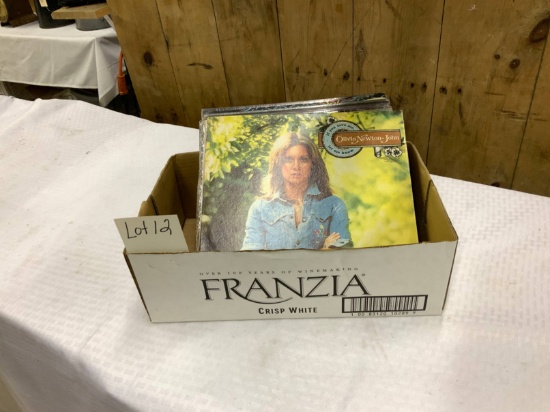 Olivia Newton-John
Lot 12
OVER 100 YEARS OF WINEMAKING
FRANZIA®
CRISP WHITE